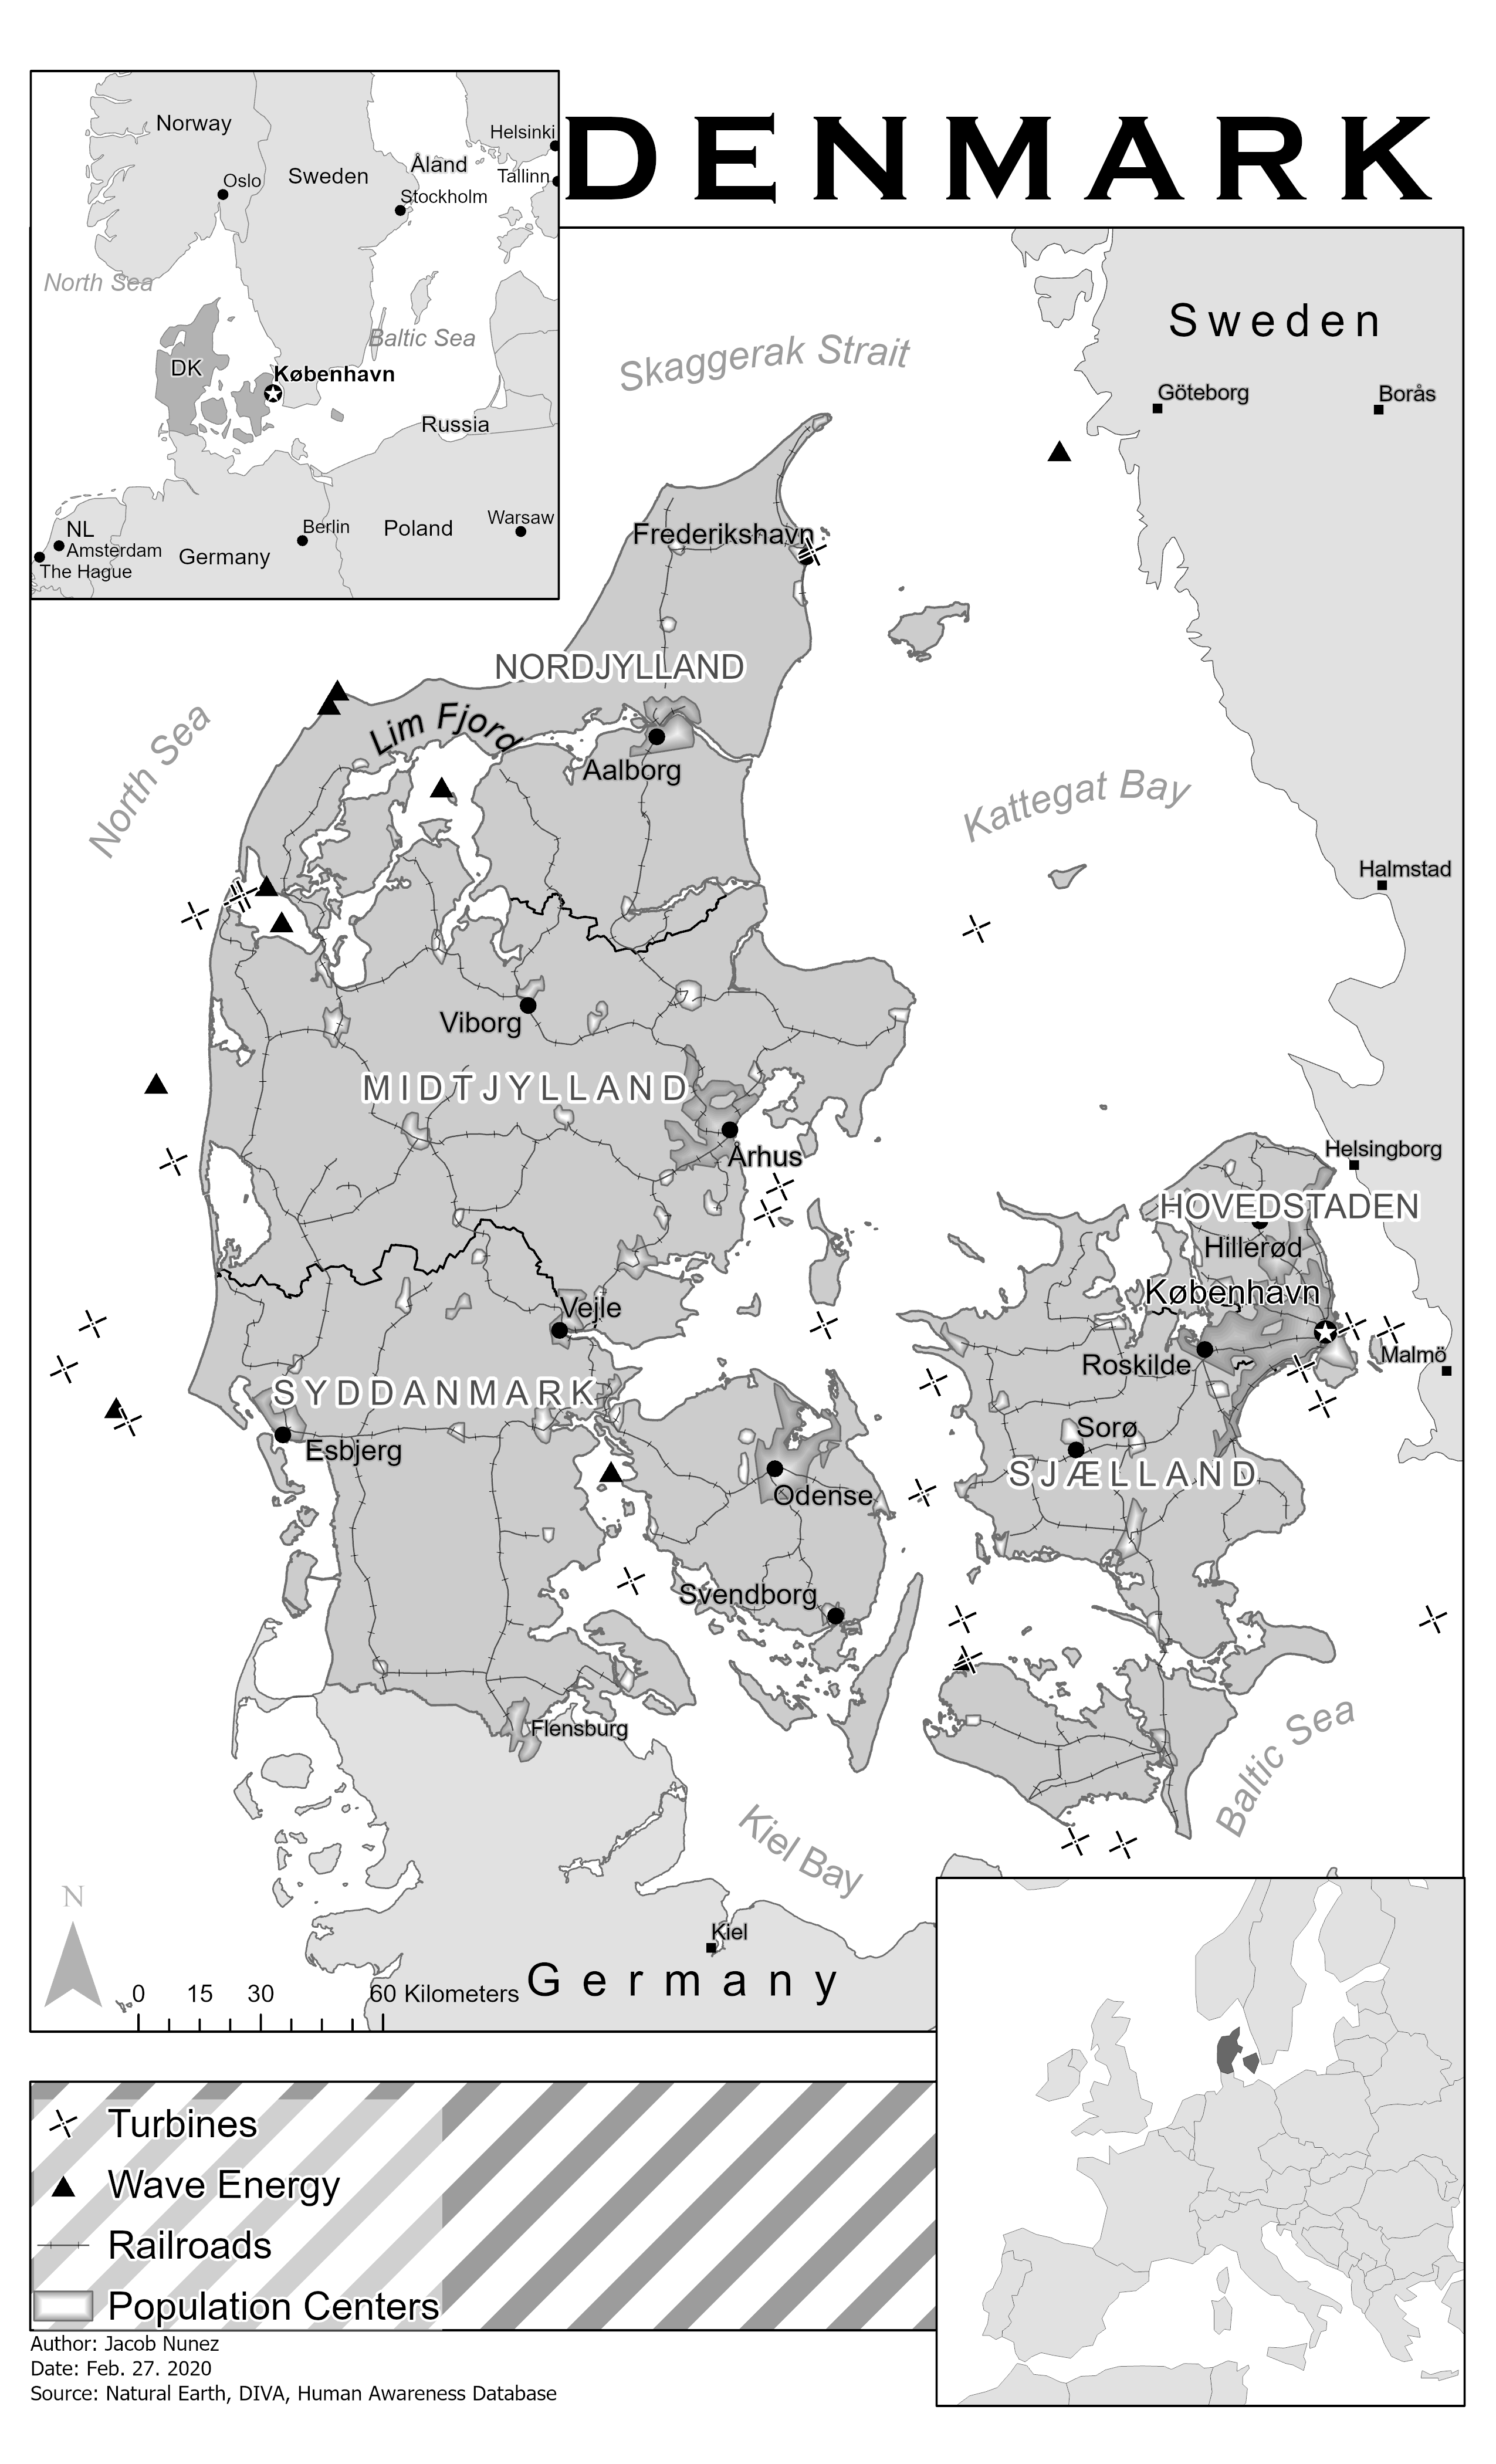 DENMARK
Norway
Helsinki
Åland
Tallinn
Oslo
Sweden
Stockholm
North Sea
Baltic Sea
DK
København
Russia
NL
Amsterdam
The Hague
Germany
Berlin
Poland
Warsaw
Sweden
Skaggerak Strait
Göteborg
Borås
Frederikshavn
NORDJYLLAND
North Sea
Lim Fjord
Aalborg
Kattegat Bay
Halmstad
Viborg
MIDTJYLLAND
Århus
Helsingborg
HOVEDSTADEN
Hillerød
København
Vejle
Roskilde
Malmö
SYDDANMARK
Esbjerg
Sorø
SJÆLLAND
Odense
Svendborg
Flensburg
Baltic Sea
Kiel Bay
N
Kiel
Germany
0 15 30 60 Kilometers
Turbines
Wave Energy
Railroads
Population Centers
Author: Jacob Nunez
Date: Feb. 27. 2020
Source: Natural Earth, DIVA, Human Awareness Database